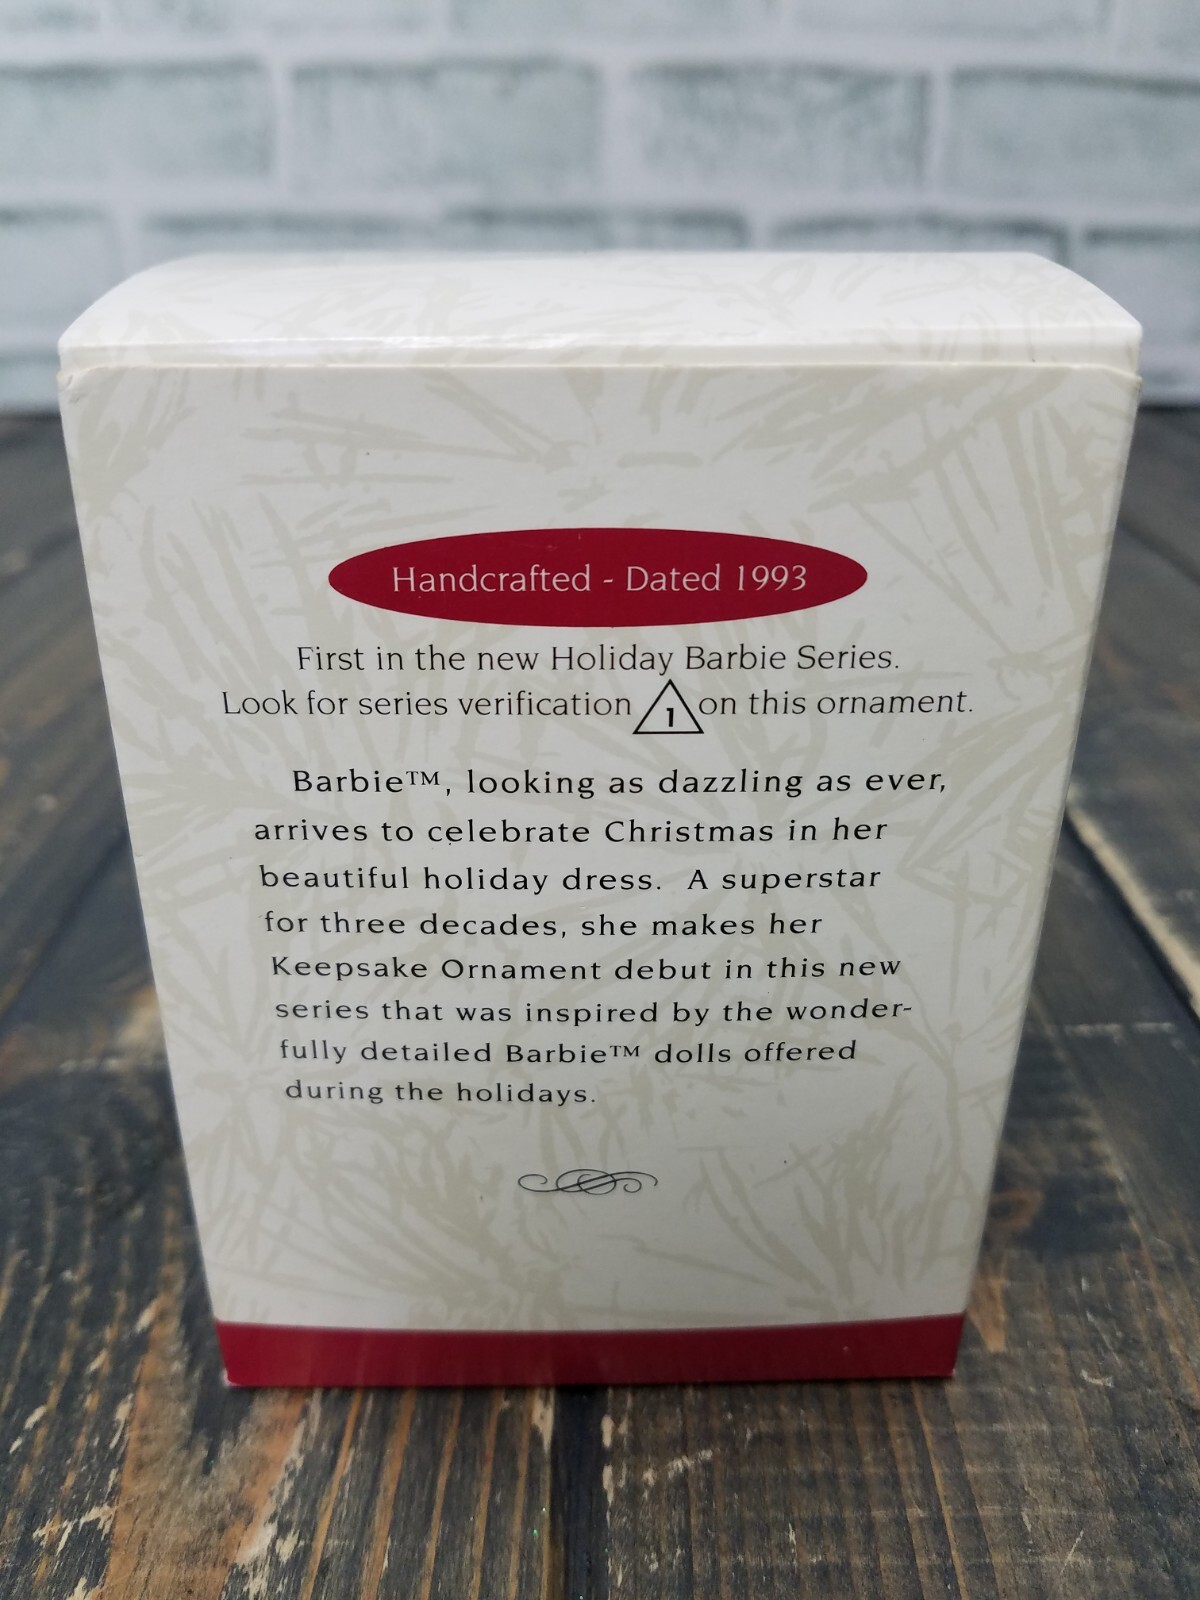 Handcrafted - Dated 1993
First in the new Holiday Barbie Series.
Look for series verification 1 on this ornament.
Barbie™, looking as dazzling as ever,
arrives to celebrate Christmas in her
beautiful holiday dress. A superstar
for three decades, she makes her
Keepsake Ornament debut in this new
series that was inspired by the wonder-
fully detailed Barbie™ dolls offered
during the holidays.